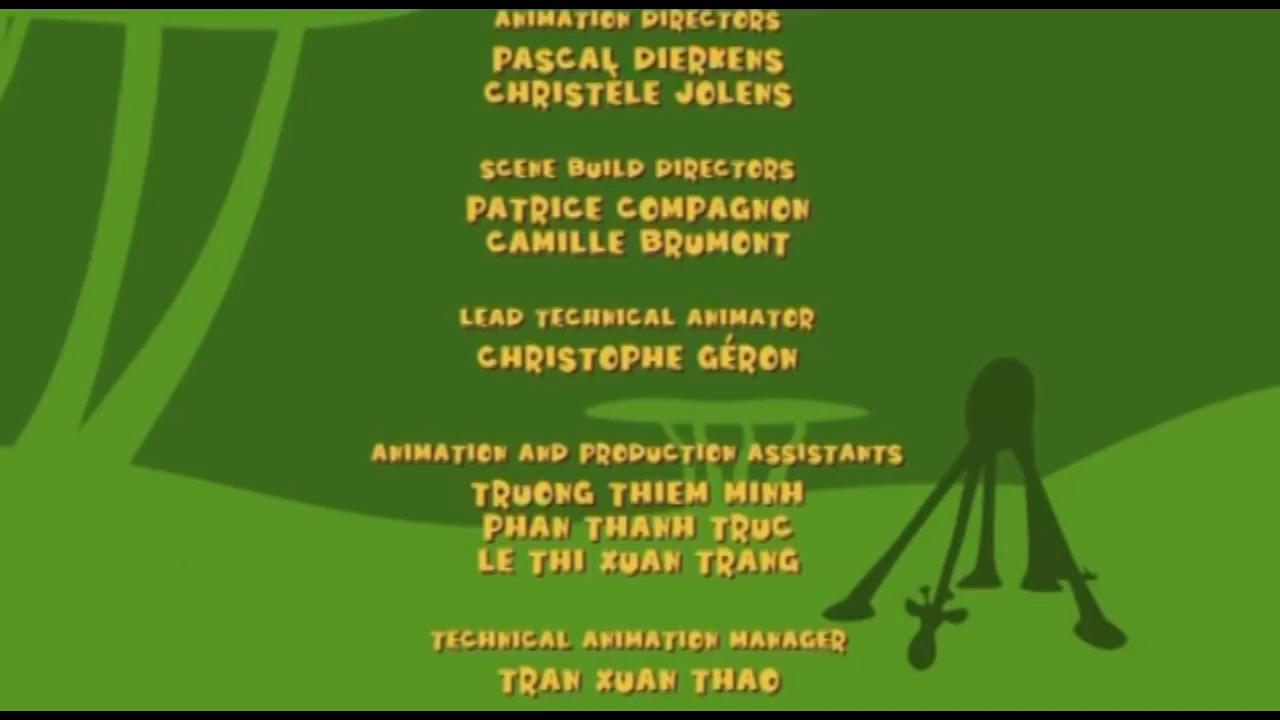 ANIMATION DIRECTORS
PASCAL DIERKENS
CHRISTÈLE JOLENS
SCENE BUILD DIRECTORS
PATRICE COMPAGNON
CAMILLE BRUMONT
LEAD TECHNICAL ANIMATOR
CHRISTOPHE GÉRON
ANIMATION AND PRODUCTION ASSISTANTS
TRUONG THIEM MINH
PHAN THANH TRUC
LE THI XUAN TRANG
TECHNICAL ANIMATION MANAGER
TRAN XUAN THAO